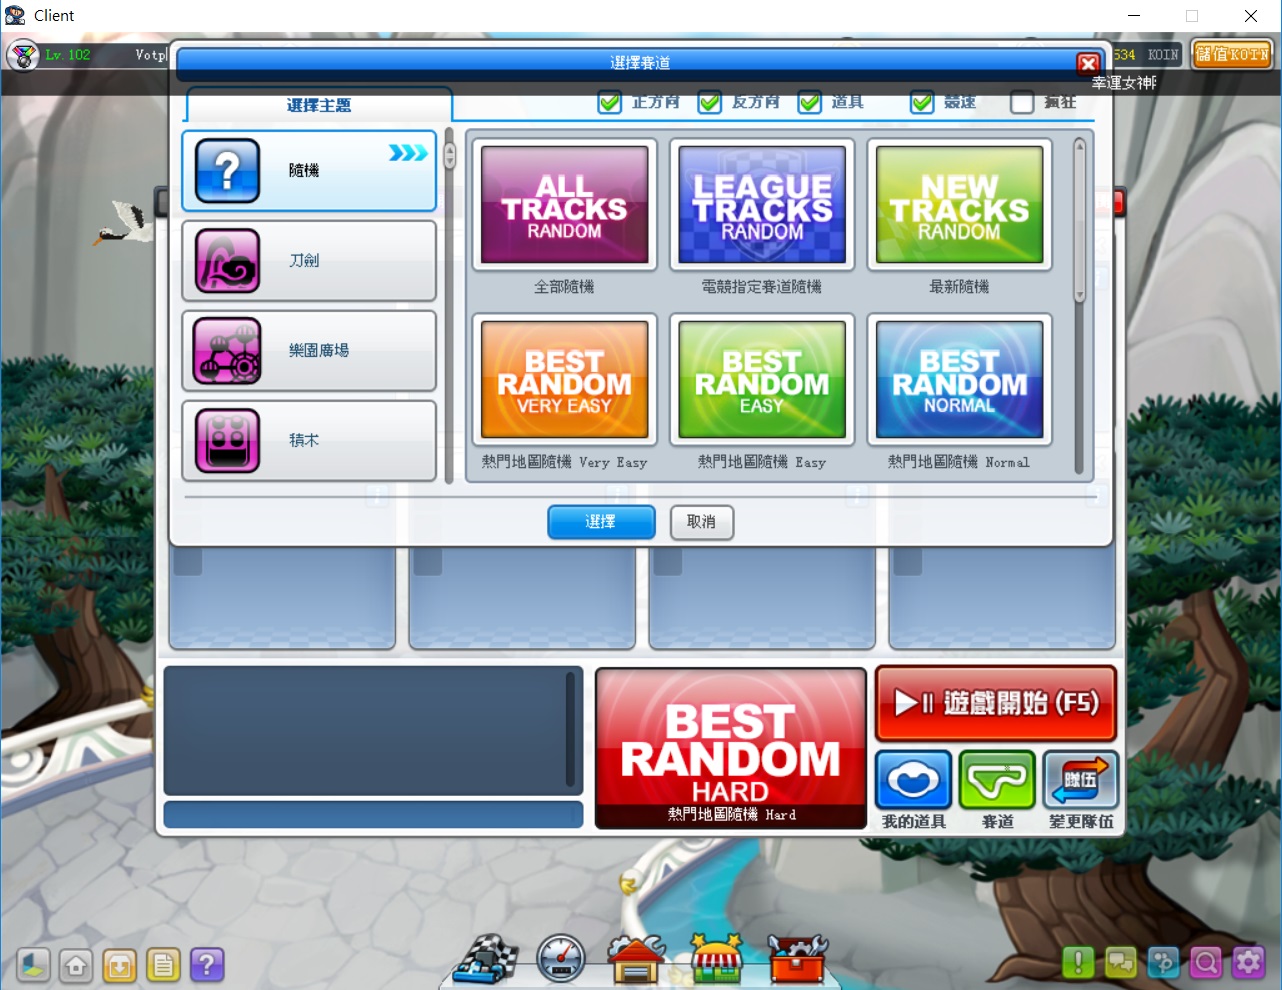 Client
Lv.102
Votp
選擇賽道
534 KOIN
儲值KOIN
幸運女神
選擇主題
正方向
反方向
道具
競速
瘋狂
隨機
刀劍
樂園廣場
積木
ALL TRACKS RANDOM
LEAGUE TRACKS RANDOM
NEW TRACKS RANDOM
全部隨機
電競指定賽道隨機
最新隨機
BEST RANDOM VERY EASY
BEST RANDOM EASY
BEST RANDOM NORMAL
熱門地圖隨機 Very Easy
熱門地圖隨機 Easy
熱門地圖隨機 Normal
選擇
取消
BEST
RANDOM
HARD
熱門地圖隨機 Hard
遊戲開始 (F5)
隊伍
我的道具
賽道
變更隊伍